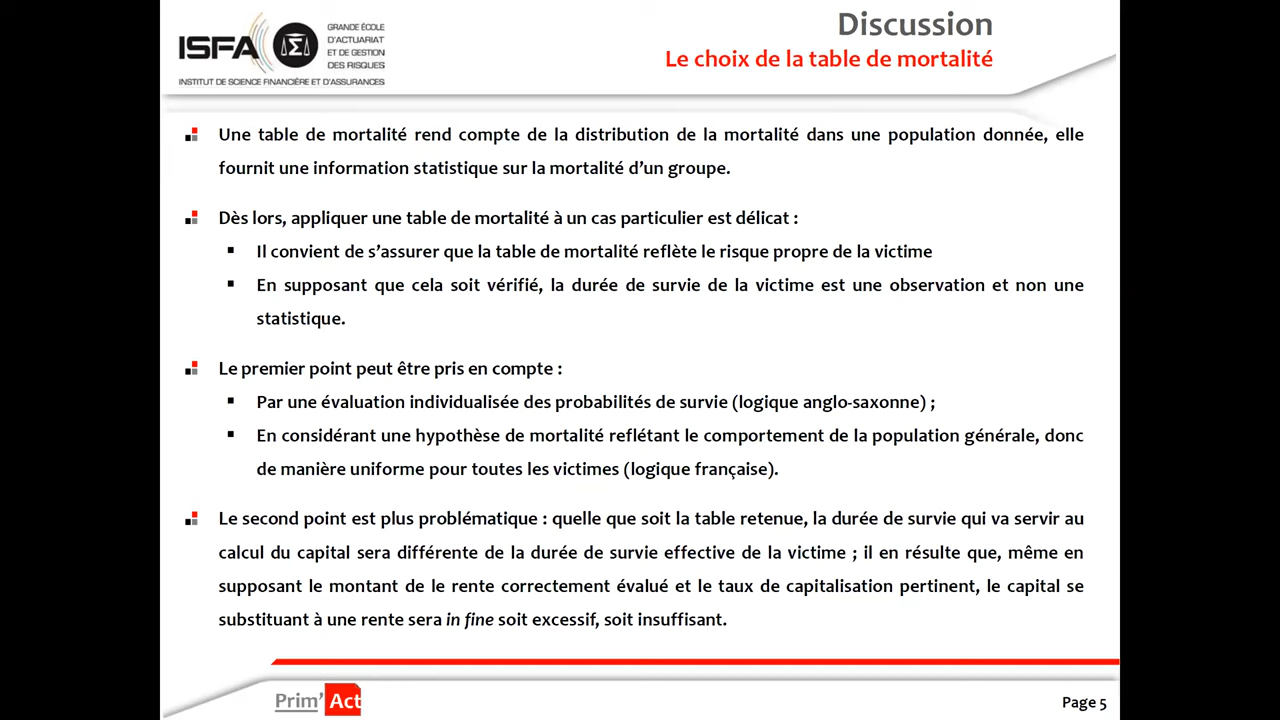 ISFA
GRANDE ÉCOLE
D'ACTUARIAT
ET DE GESTION
DES RISQUES
INSTITUT DE SCIENCE FINANCIÈRE ET D'ASSURANCES
Discussion
Le choix de la table de mortalité
Une table de mortalité rend compte de la distribution de la mortalité dans une population donnée, elle
fournit une information statistique sur la mortalité d'un groupe.
Dès lors, appliquer une table de mortalité à un cas particulier est délicat :
Il convient de s'assurer que la table de mortalité reflète le risque propre de la victime
En supposant que cela soit vérifié, la durée de survie de la victime est une observation et non une
statistique.
Le premier point peut être pris en compte :
Par une évaluation individualisée des probabilités de survie (logique anglo-saxonne) ;
En considérant une hypothèse de mortalité reflétant le comportement de la population générale, donc
de manière uniforme pour toutes les victimes (logique française).
Le second point est plus problématique : quelle que soit la table retenue, la durée de survie qui va servir au
calcul du capital sera différente de la durée de survie effective de la victime ; il en résulte que, même en
supposant le montant de le rente correctement évalué et le taux de capitalisation pertinent, le capital se
substituant à une rente sera in fine soit excessif, soit insuffisant.
Prim' Act
Page 5